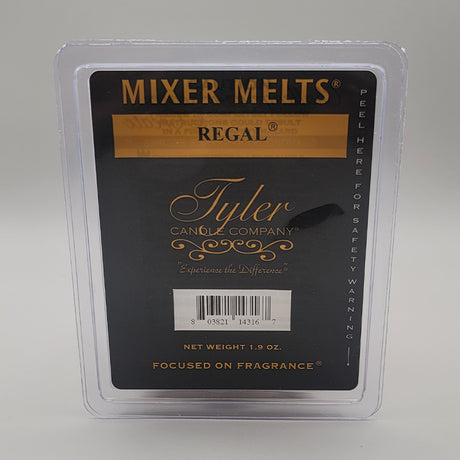 MIXER MELTS®
REGAL®
Tyler
CANDLE COMPANY®
"Experience the Difference"®
8 03821 14316 7
NET WEIGHT 1.9 OZ.
FOCUSED ON FRAGRANCE®
PEEL HERE FOR SAFETY WARNING